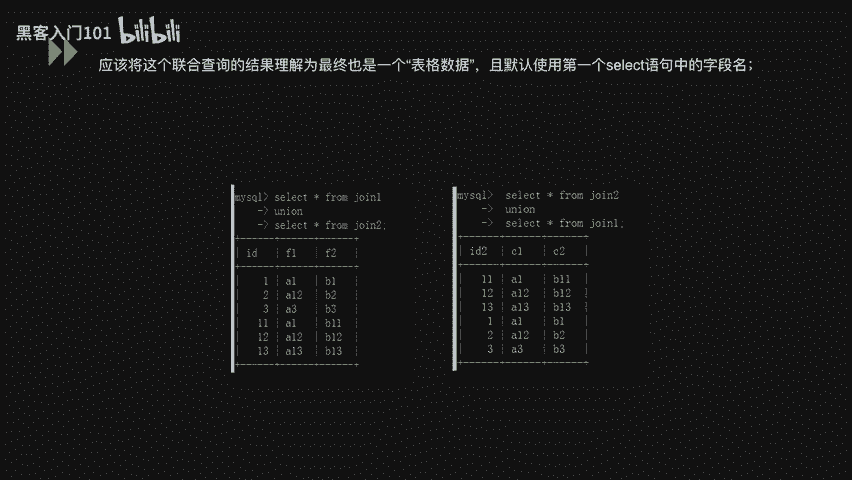 黑客入门101 bilibili
应该将这个联合查询的结果理解为最终也是一个“表格数据”，且默认使用第一个select语句中的字段名；
mysql> select * from join1
-> union
-> select * from join2;
id f1 f2
1 a1 b1
2 a12 b2
3 a3 b3
11 a1 b11
12 a12 b12
13 a13 b13
mysql> select * from join2
-> union
-> select * from join1;
id2 c1 c2
11 a1 b11
12 a12 b12
13 a13 b13
1 a1 b1
2 a12 b2
3 a3 b3